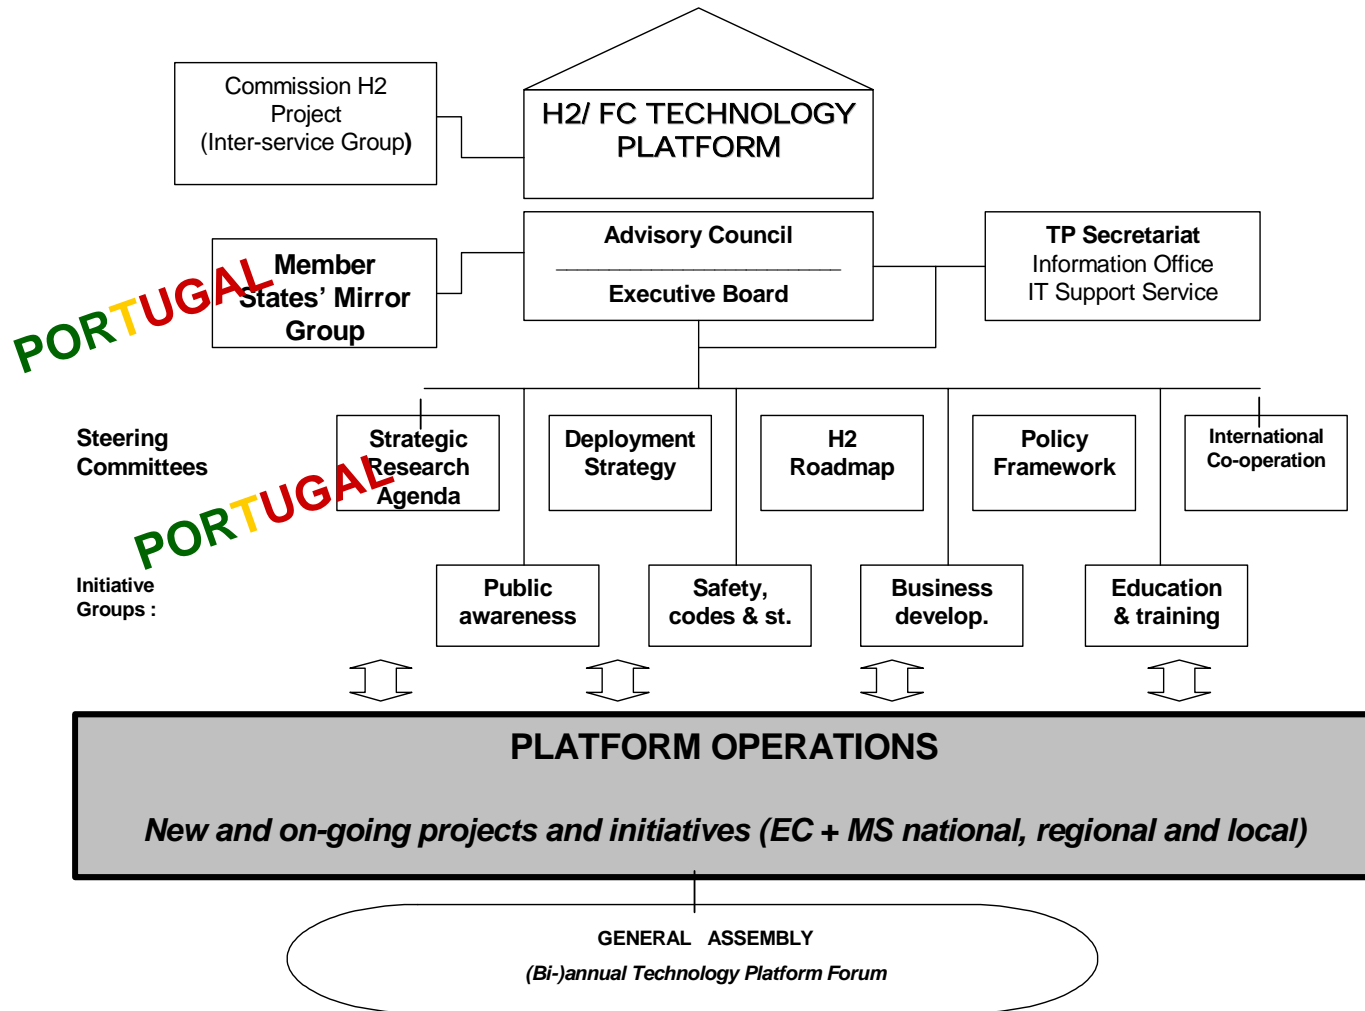 Commission H2
Project
(Inter-service Group)
H2/ FC TECHNOLOGY
PLATFORM
Member
States’ Mirror
Group
PORTUGAL
Advisory Council
Executive Board
TP Secretariat
Information Office
IT Support Service
Steering
Committees
Strategic
Research
Agenda
PORTUGAL
Deployment
Strategy
H2
Roadmap
Policy
Framework
International
Co-operation
Initiative
Groups :
Public
awareness
Safety,
codes & st.
Business
develop.
Education
& training
PLATFORM OPERATIONS
New and on-going projects and initiatives (EC + MS national, regional and local)
GENERAL ASSEMBLY
(Bi-)annual Technology Platform Forum